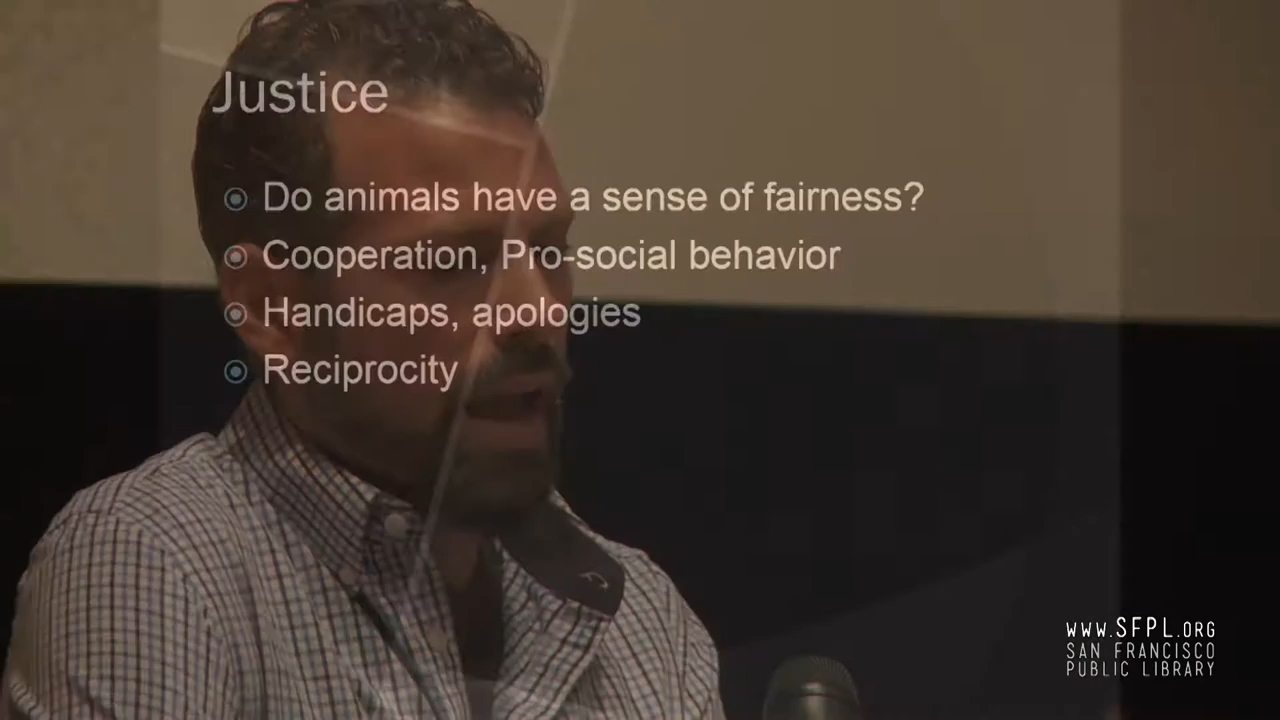 Justice
Do animals have a sense of fairness?
Cooperation, Pro-social behavior
Handicaps, apologies
Reciprocity
WWW.SFPL.ORG
SAN FRANCISCO
PUBLIC LIBRARY